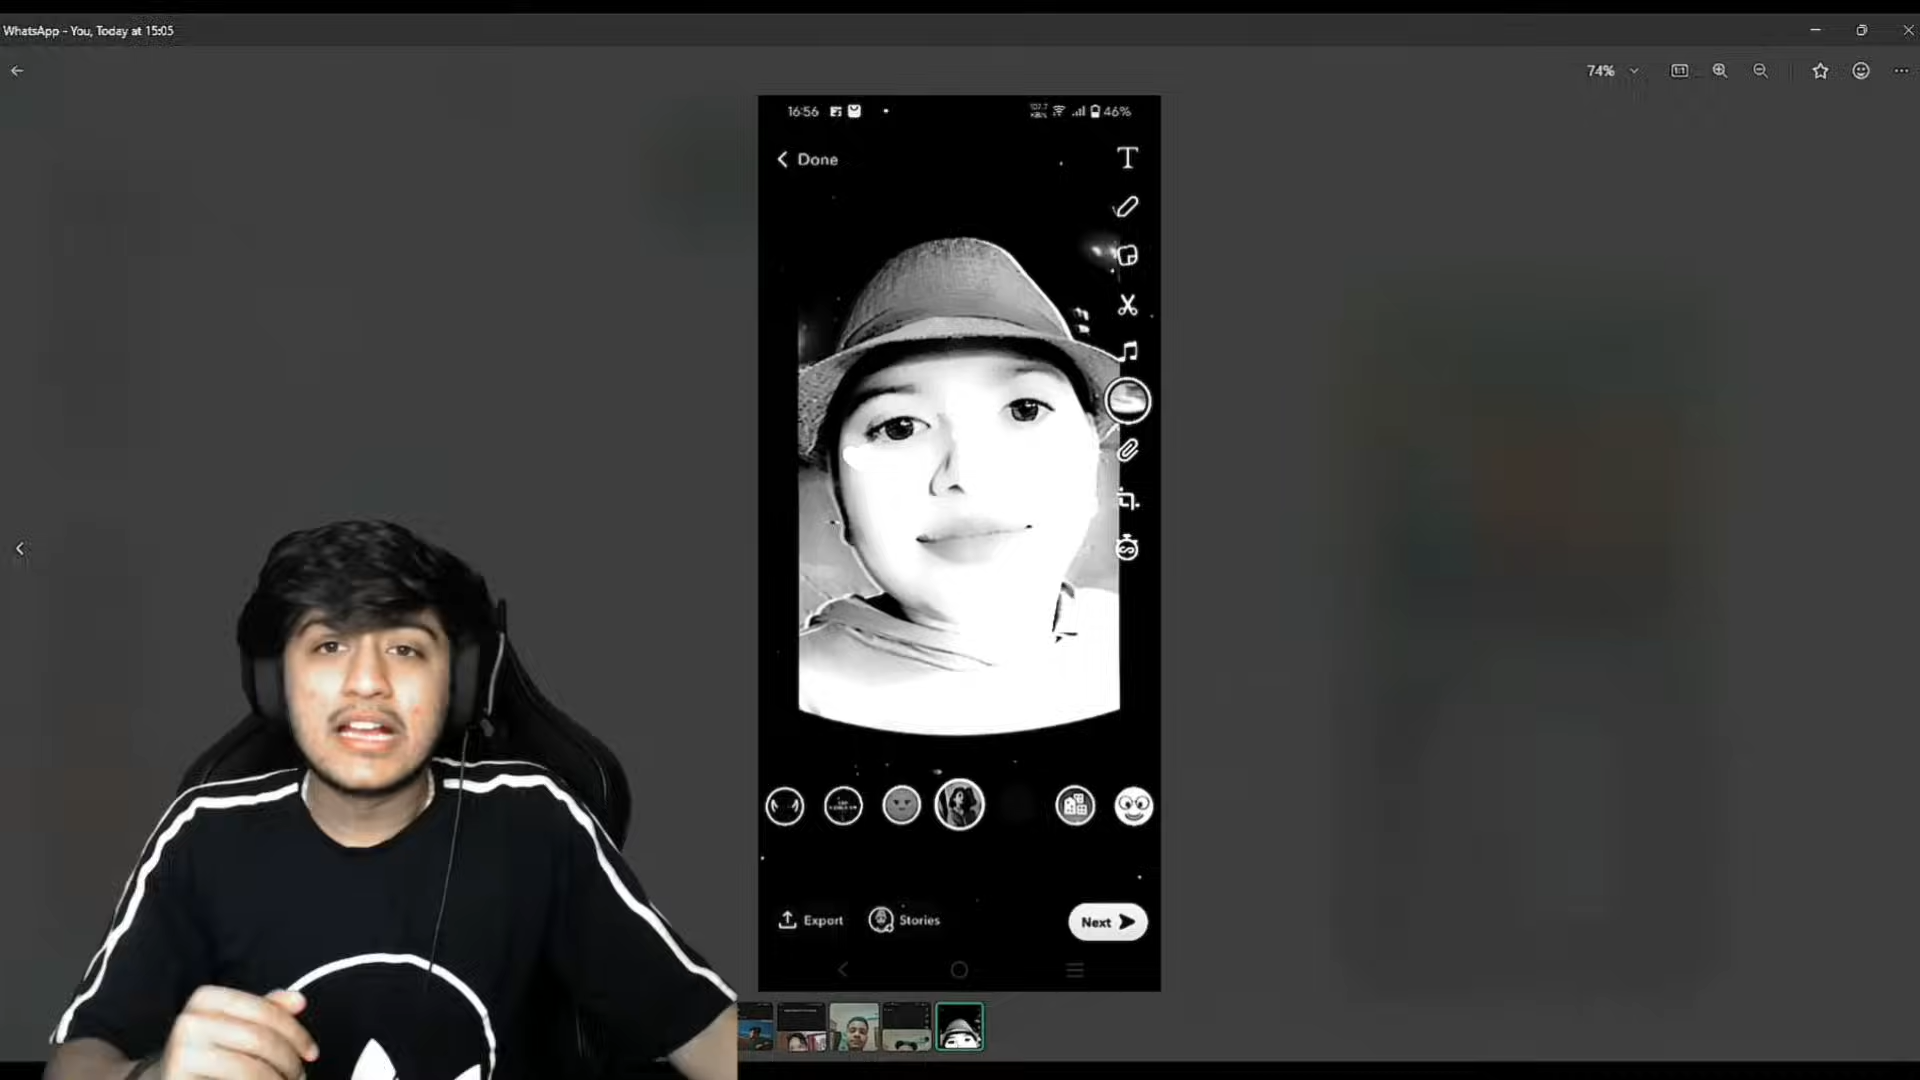 WhatsApp - You, Today at 15:05
74%
16:56
46%
Done
T
Export
Stories
Next